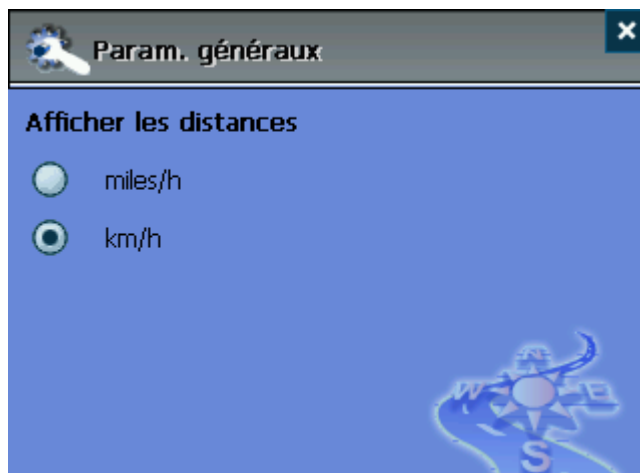 Param. généraux
Afficher les distances
miles/h
km/h
N
W E
S